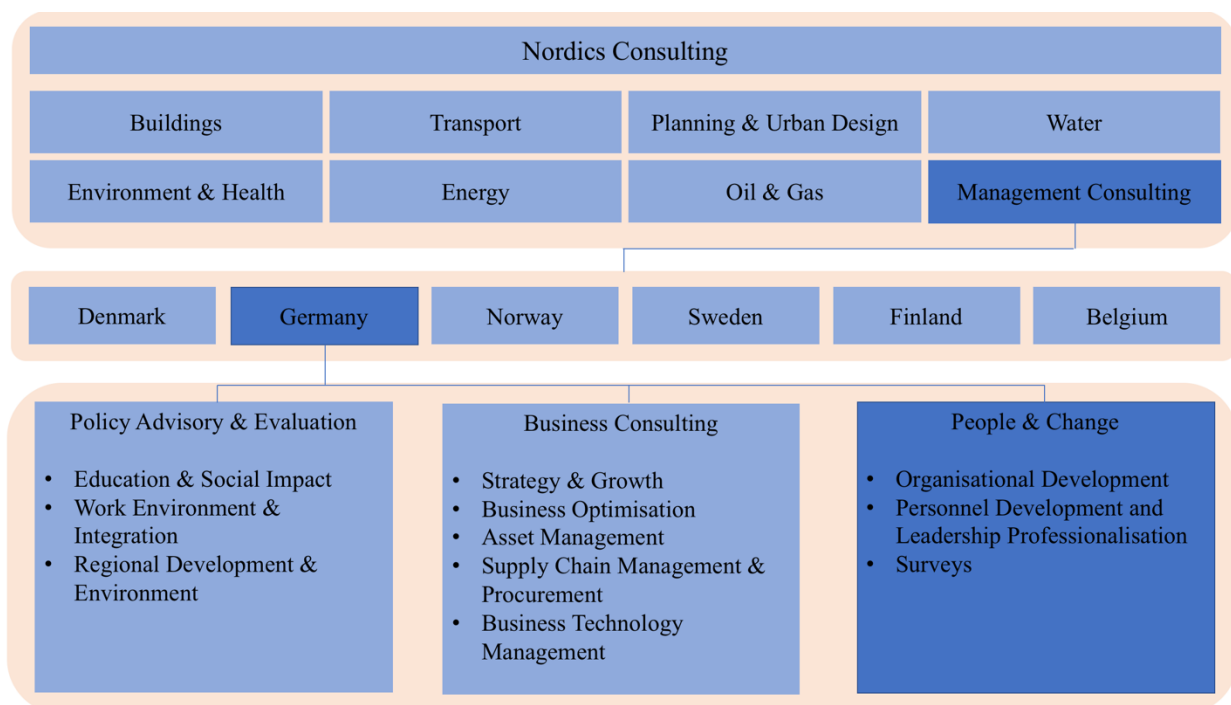 Nordics Consulting
Buildings
Transport
Planning & Urban Design
Water
Environment & Health
Energy
Oil & Gas
Management Consulting
Denmark
Germany
Norway
Sweden
Finland
Belgium
Policy Advisory & Evaluation
• Education & Social Impact
• Work Environment &
Integration
• Regional Development &
Environment
Business Consulting
• Strategy & Growth
• Business Optimisation
• Asset Management
• Supply Chain Management &
Procurement
• Business Technology
Management
People & Change
• Organisational Development
• Personnel Development and
Leadership Professionalisation
• Surveys